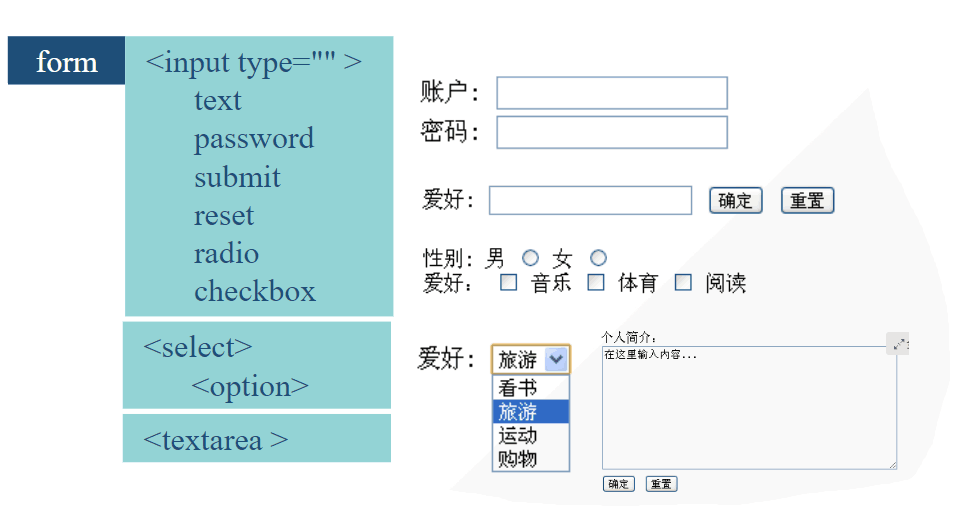 form
<input type="" >
text
password
submit
reset
radio
checkbox
<select>
<option>
<textarea >
账户:
密码:
爱好: 确定 重置
性别: 男 女
爱好: 音乐 体育 阅读
爱好: 旅游
看书
旅游
运动
购物
个人简介:
在这里输入内容...
确定 重置